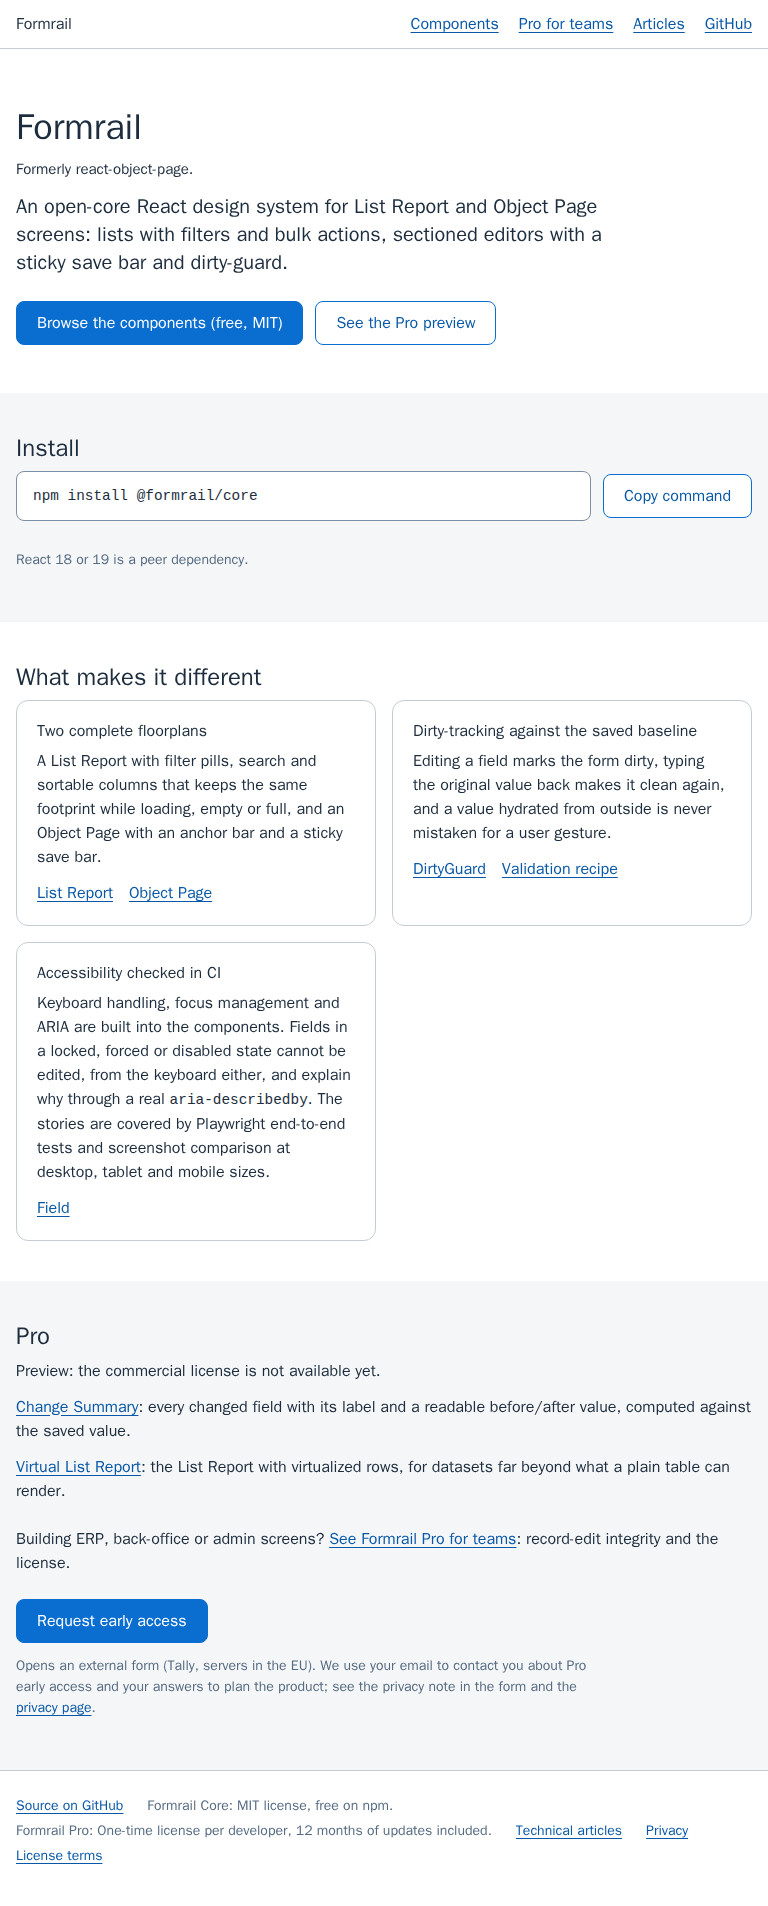 Formrail
Components Pro for teams Articles GitHub
Formrail
Formerly react-object-page.
An open-core React design system for List Report and Object Page
screens: lists with filters and bulk actions, sectioned editors with a
sticky save bar and dirty-guard.
Browse the components (free, MIT) See the Pro preview
Install
npm install @formrail/core Copy command
React 18 or 19 is a peer dependency.
What makes it different
Two complete floorplans
A List Report with filter pills, search and
sortable columns that keeps the same
footprint while loading, empty or full, and an
Object Page with an anchor bar and a sticky
save bar.
List Report Object Page
Dirty-tracking against the saved baseline
Editing a field marks the form dirty, typing
the original value back makes it clean again,
and a value hydrated from outside is never
mistaken for a user gesture.
DirtyGuard Validation recipe
Accessibility checked in CI
Keyboard handling, focus management and
ARIA are built into the components. Fields in
a locked, forced or disabled state cannot be
edited, from the keyboard either, and explain
why through a real aria-describedby. The
stories are covered by Playwright end-to-end
tests and screenshot comparison at
desktop, tablet and mobile sizes.
Field
Pro
Preview: the commercial license is not available yet.
Change Summary: every changed field with its label and a readable before/after value, computed against
the saved value.
Virtual List Report: the List Report with virtualized rows, for datasets far beyond what a plain table can
render.
Building ERP, back-office or admin screens? See Formrail Pro for teams: record-edit integrity and the
license.
Request early access
Opens an external form (Tally, servers in the EU). We use your email to contact you about Pro
early access and your answers to plan the product; see the privacy note in the form and the
privacy page.
Source on GitHub Formrail Core: MIT license, free on npm.
Formrail Pro: One-time license per developer, 12 months of updates included. Technical articles Privacy
License terms